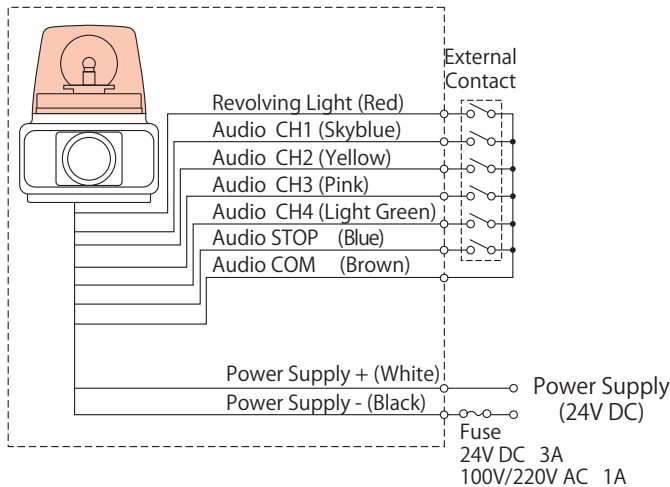 External
Contact
Revolving Light (Red)
Audio CH1 (Skyblue)
Audio CH2 (Yellow)
Audio CH3 (Pink)
Audio CH4 (Light Green)
Audio STOP (Blue)
Audio COM (Brown)
Power Supply + (White)
Power Supply - (Black)
Power Supply
(24V DC)
Fuse
24V DC 3A
100V/220V AC 1A